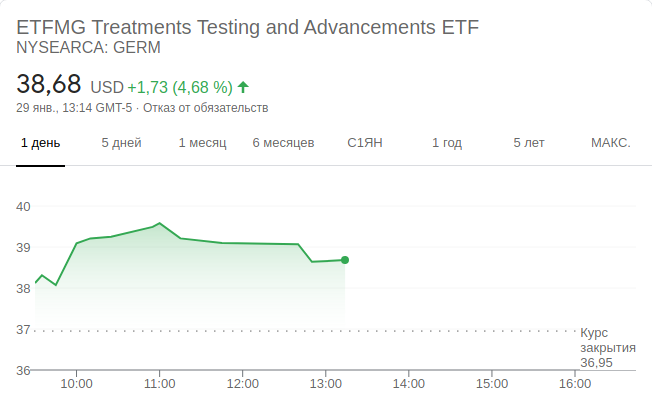 ETFMG Treatments Testing and Advancements ETF
NYSEARCA: GERM
38,68 USD +1,73 (4,68 %)
29 янв., 13:14 GMT-5 · Отказ от обязательств
1 день 5 дней 1 месяц 6 месяцев С1ЯН 1 год 5 лет МАКС.
40
39
38
37
Курс
закрытия
36,95
36
10:00 11:00 12:00 13:00 14:00 15:00 16:00